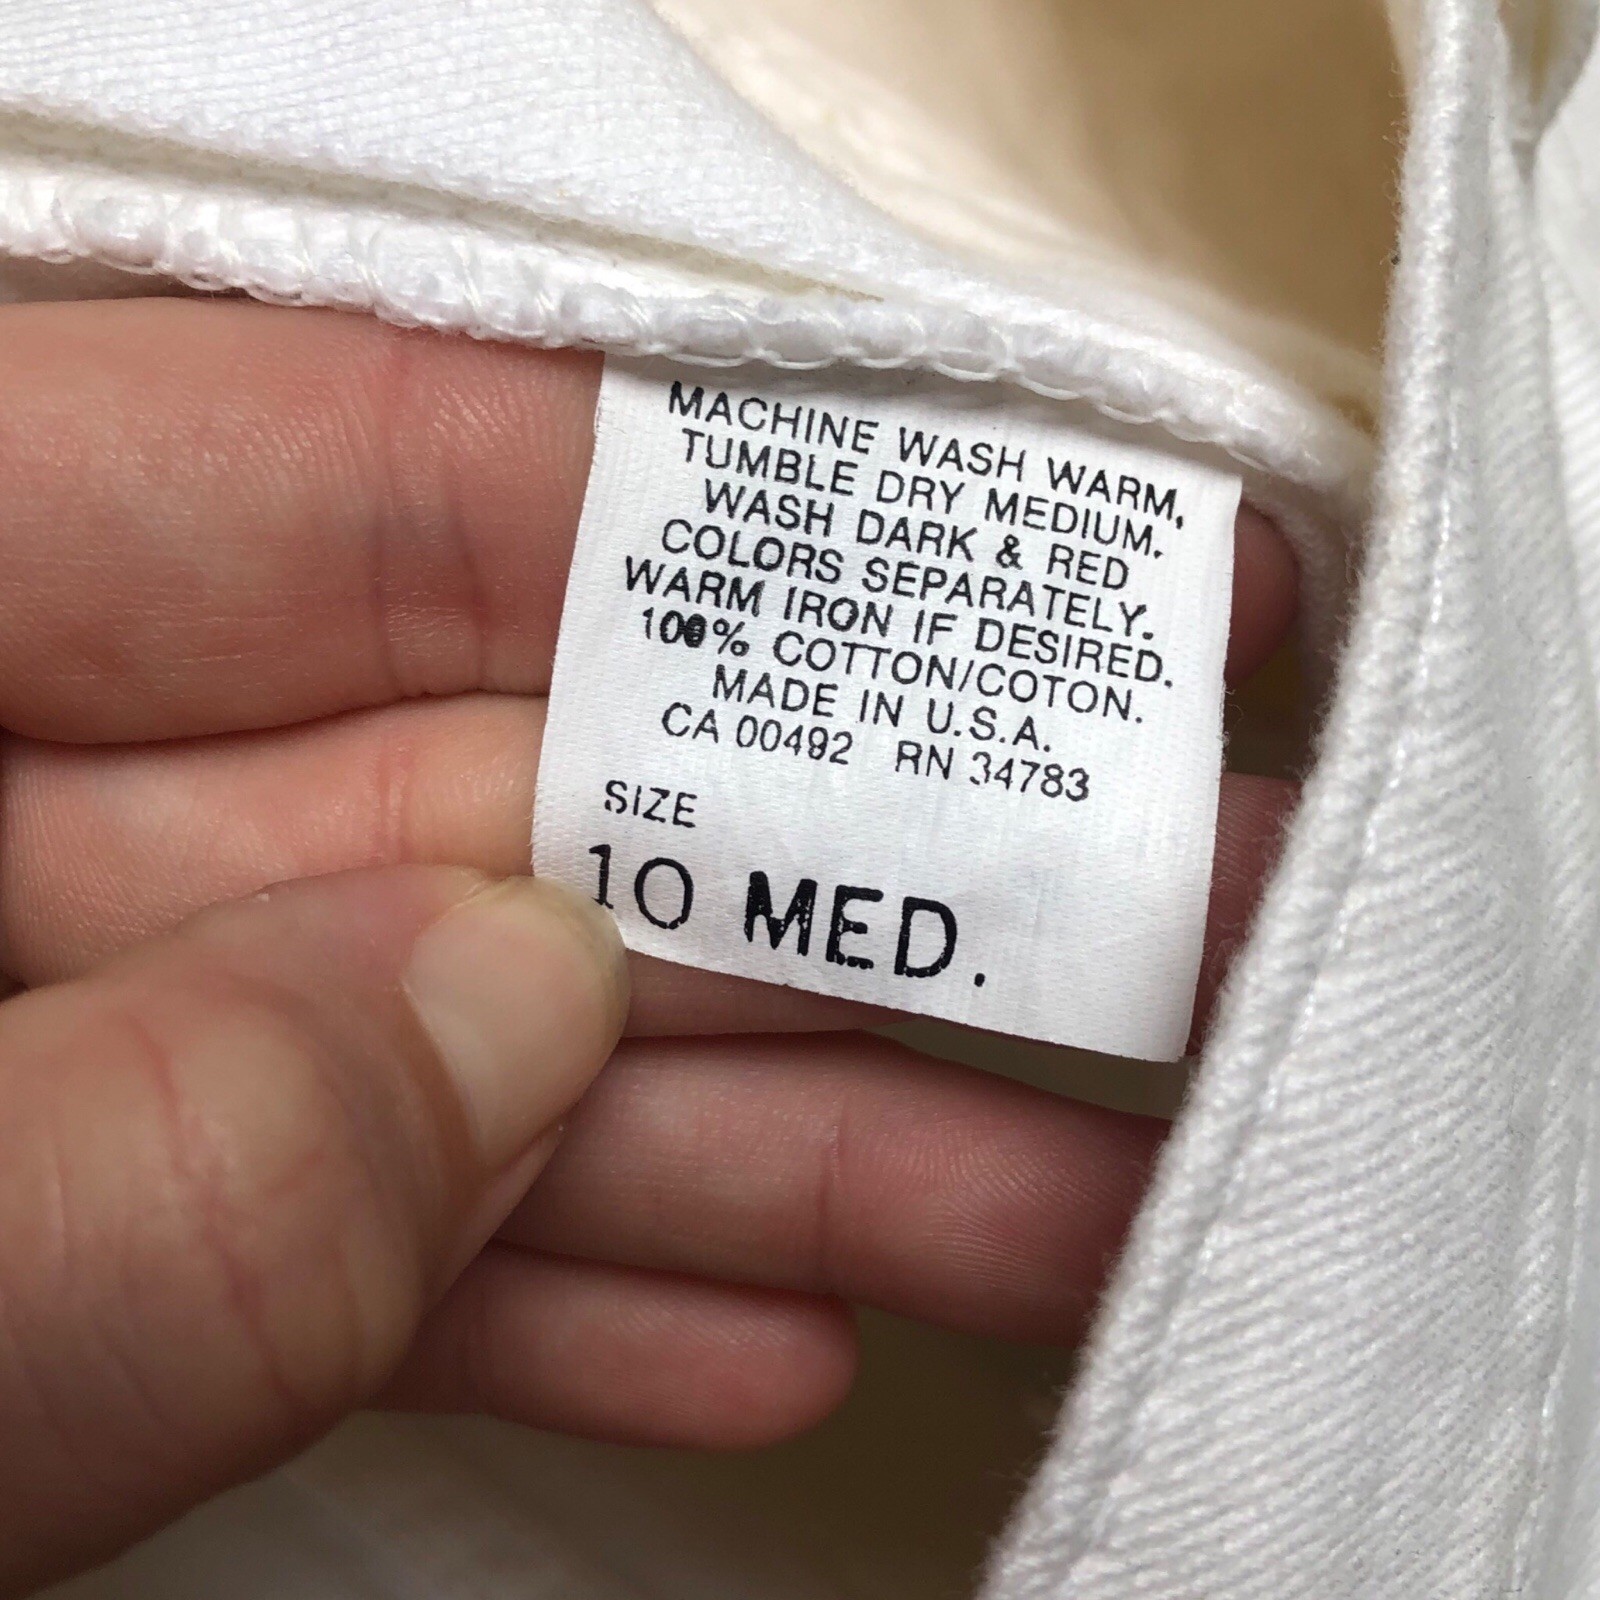 MACHINE WASH WARM,
TUMBLE DRY MEDIUM.
WASH DARK & RED
COLORS SEPARATELY.
WARM IRON IF DESIRED.
100% COTTON/COTON.
MADE IN U.S.A.
CA 00492 RN 34783
SIZE
10 MED.